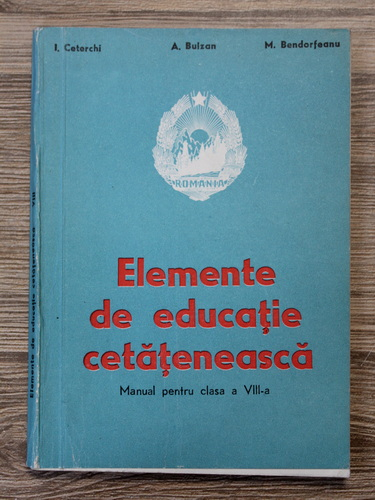 I. Ceterchi A. Bulzan M. Bendorfeanu
ROMANIA
Elemente
de educație
cetățenească
Manual pentru clasa a VIII-a
Elemente de educație cetățenească VIII